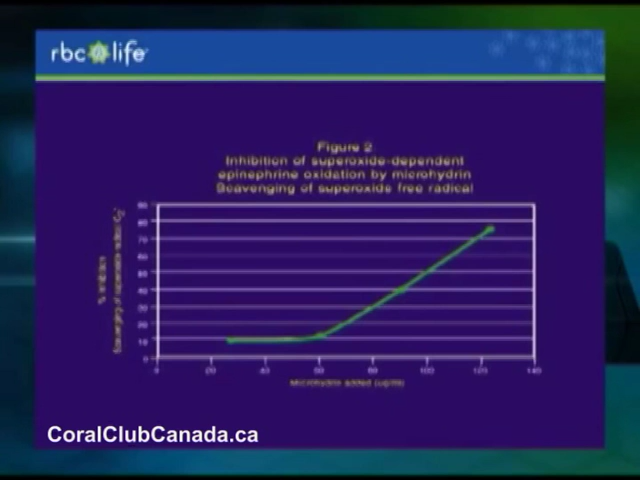 rbc life
Figure 2
Inhibition of superoxide-dependent
epinephrine oxidation by microhydrin
Scavenging of superoxide free radical
90
80
70
60
50
40
30
20
10
0
% Inhibition
0 20 40 60 80 100 120 140
Microhydrin added (ug/ml)
CoralClubCanada.ca